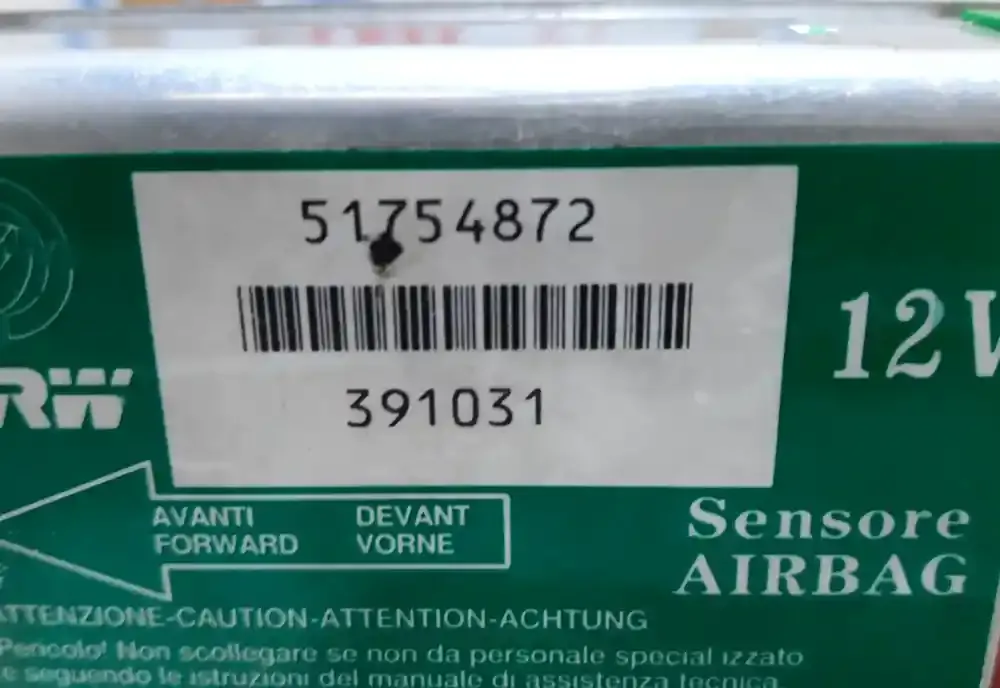 51754872
391031
12V
RW
AVANTI DEVANT
FORWARD VORNE
Sensore
AIRBAG
ATTENZIONE-CAUTION-ATTENTION-ACHTUNG
Pericolo! Non scollegare se non da personale specializzato
e seguendo le istruzioni del manuale di assistenza tecnica